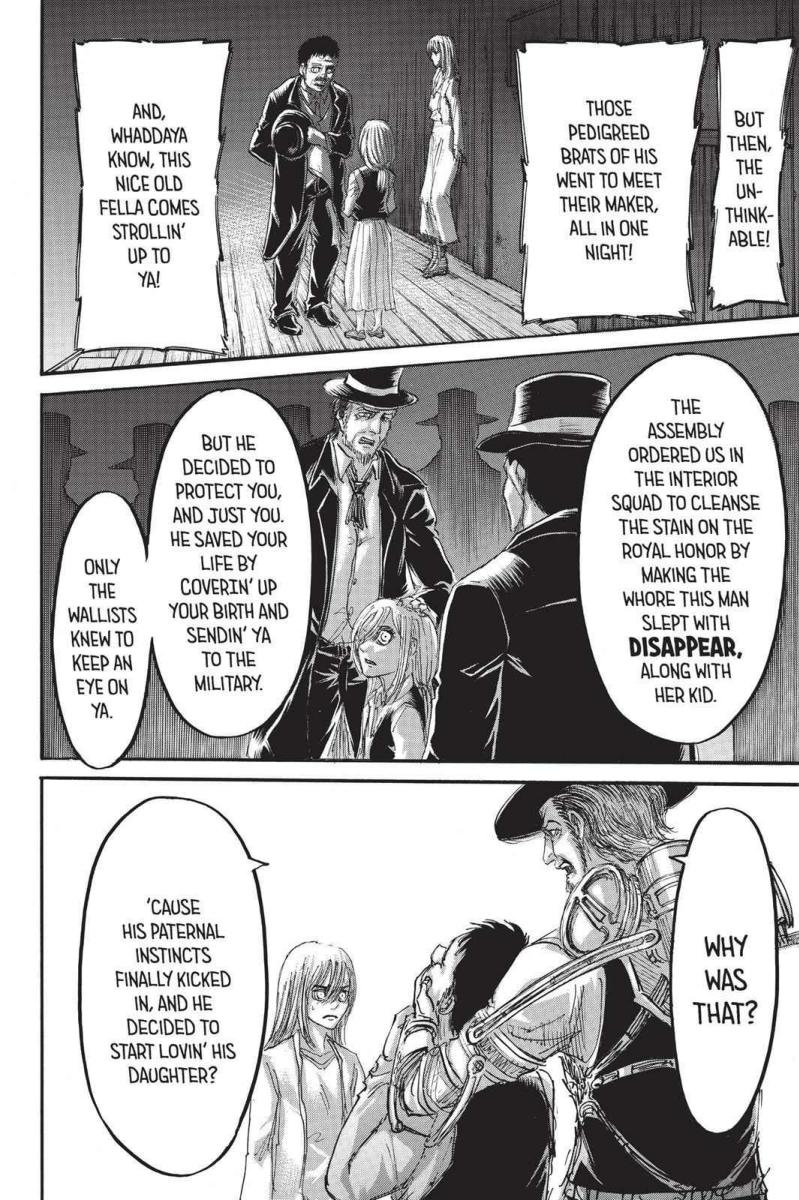 BUT
THEN,
THE
UN-
THINK-
ABLE!
THOSE
PEDIGREED
BRATS OF HIS
WENT TO MEET
THEIR MAKER,
ALL IN ONE
NIGHT!
AND,
WHADDAYA
KNOW, THIS
NICE OLD
FELLA COMES
STROLLIN'
UP TO
YA!
THE
ASSEMBLY
ORDERED US IN
THE INTERIOR
SQUAD TO CLEANSE
THE STAIN ON THE
ROYAL HONOR BY
MAKING THE
WHORE THIS MAN
SLEPT WITH
DISAPPEAR,
ALONG WITH
HER KID.
BUT HE
DECIDED TO
PROTECT YOU,
AND JUST YOU.
HE SAVED YOUR
LIFE BY
COVERIN' UP
YOUR BIRTH AND
SENDIN' YA
TO THE
MILITARY.
ONLY
THE
WALLISTS
KNEW TO
KEEP AN
EYE ON
YA.
WHY
WAS
THAT?
'CAUSE
HIS PATERNAL
INSTINCTS
FINALLY KICKED
IN, AND HE
DECIDED TO
START LOVIN' HIS
DAUGHTER?